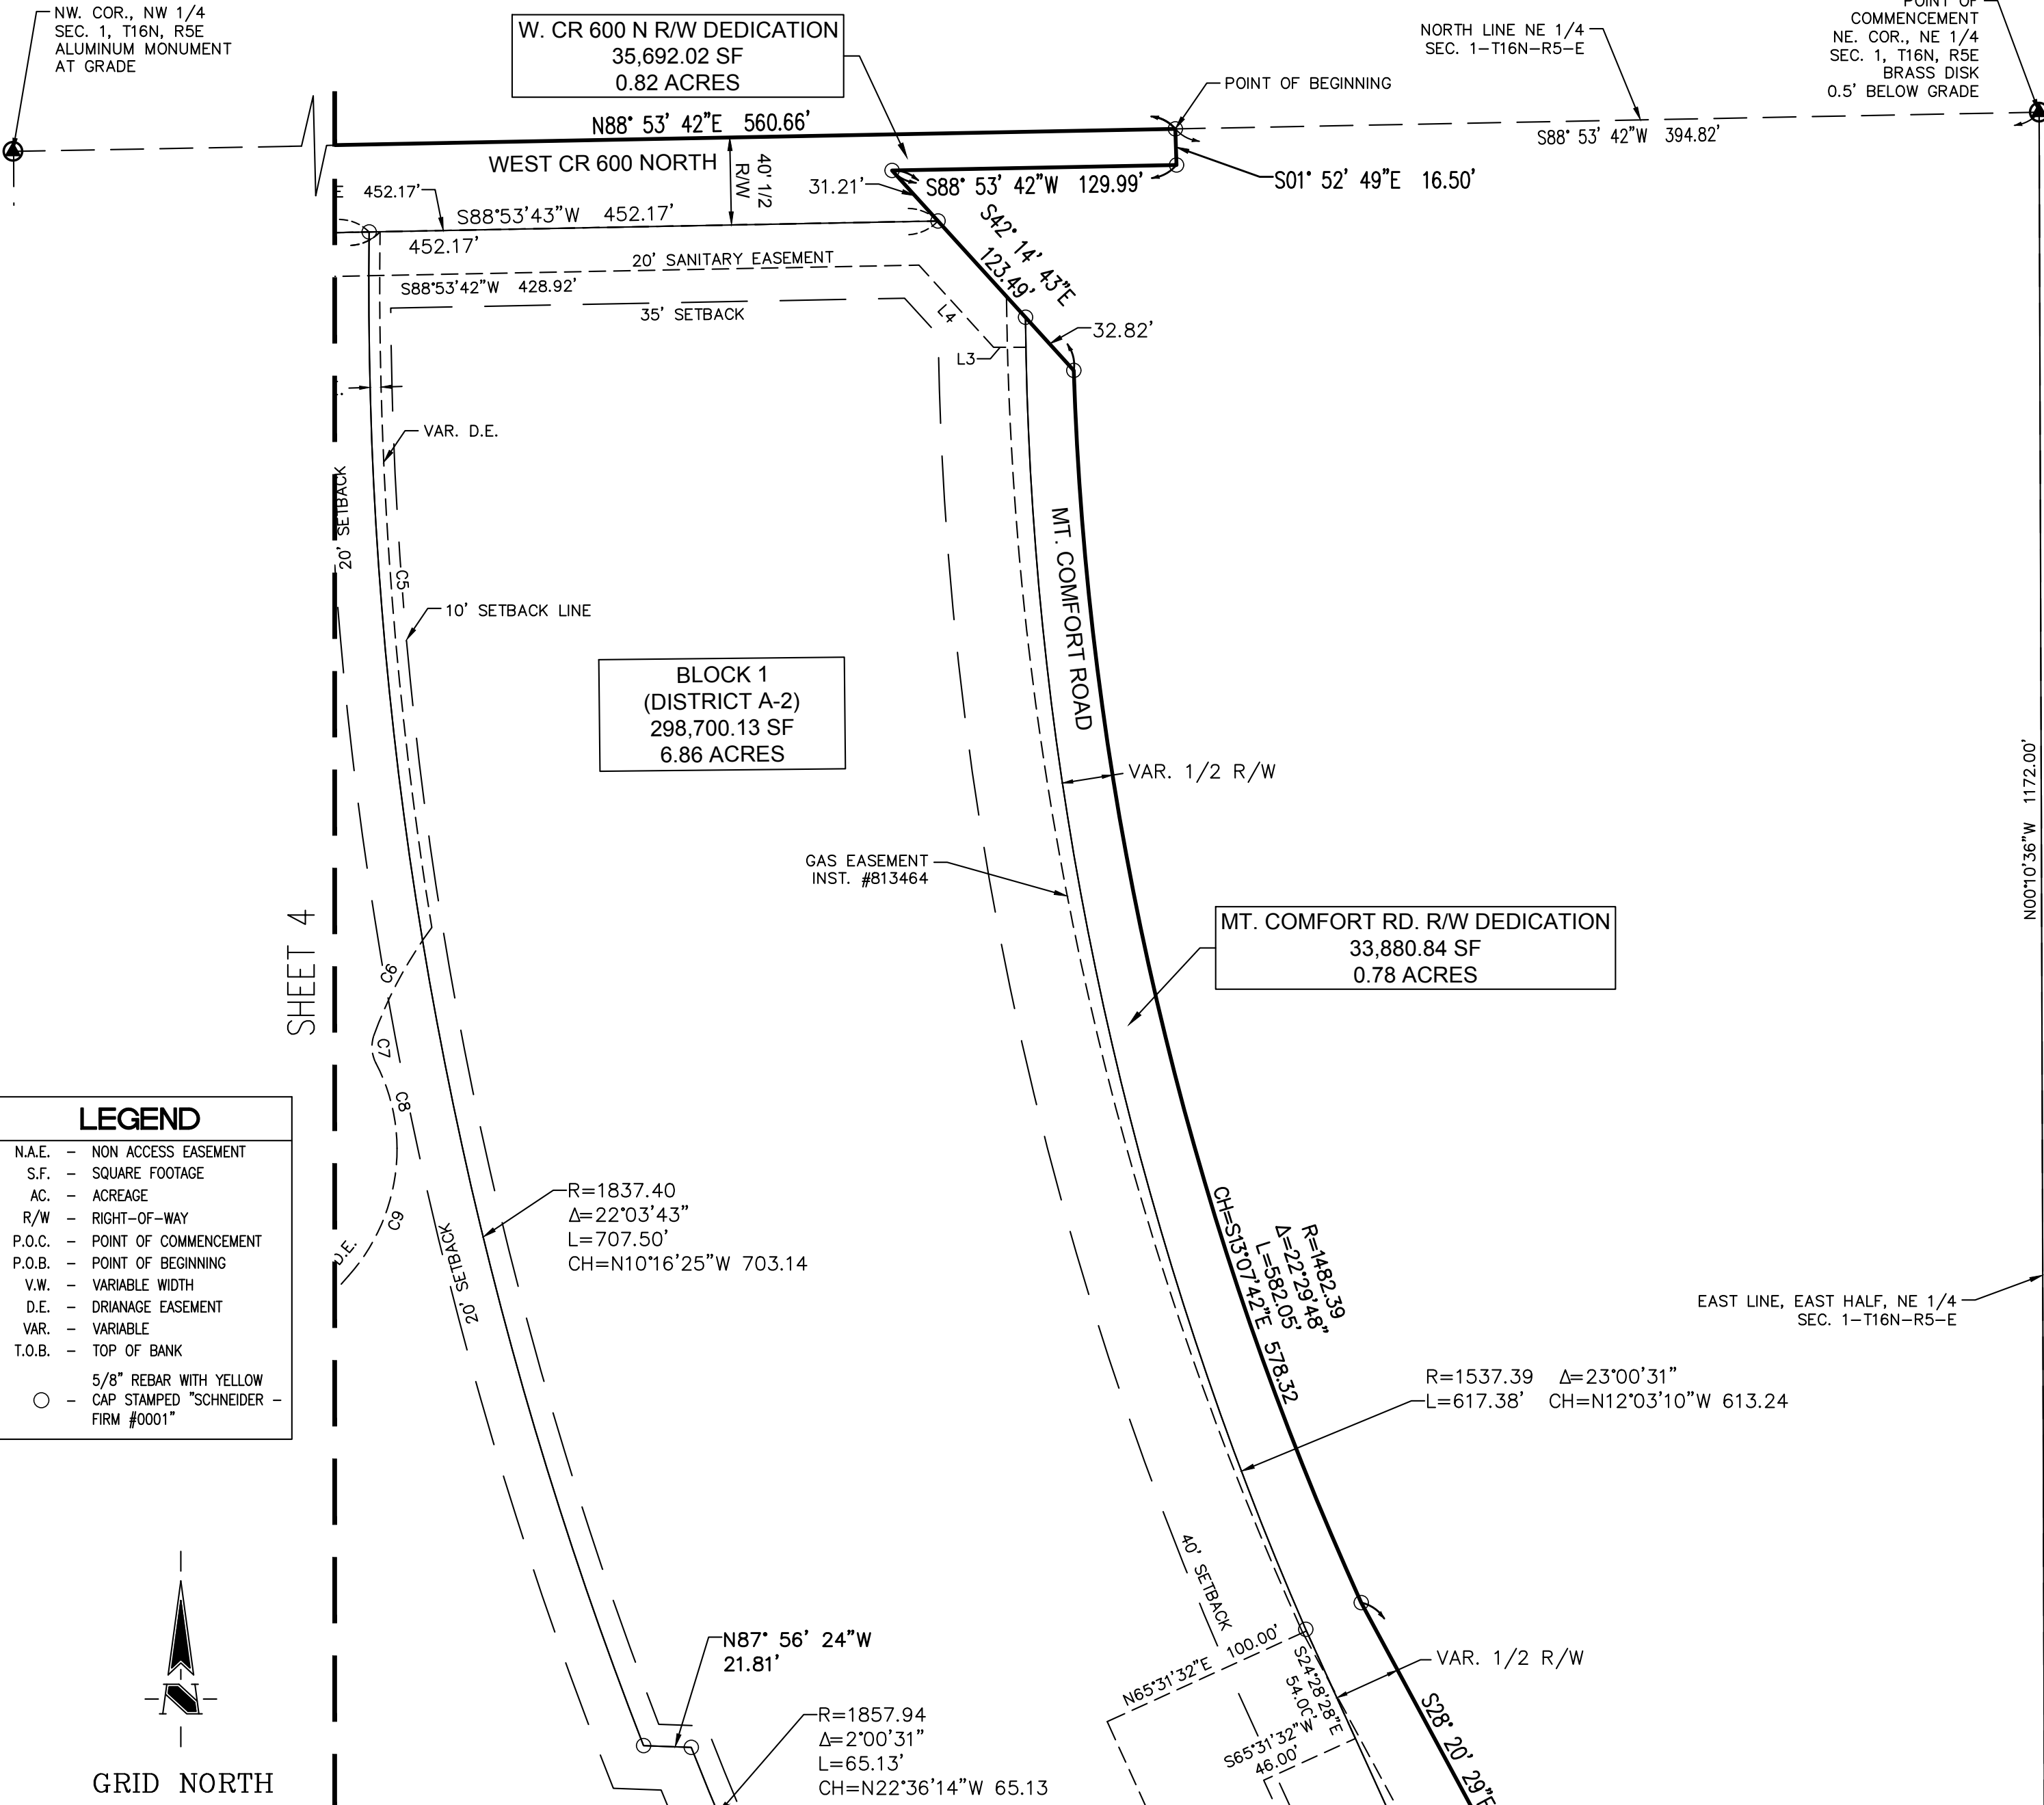 NW. COR., NW 1/4
SEC. 1, T16N, R5E
ALUMINUM MONUMENT
AT GRADE
W. CR 600 N R/W DEDICATION
35,692.02 SF
0.82 ACRES
NORTH LINE NE 1/4
SEC. 1-T16N-R5-E
POINT OF
COMMENCEMENT
NE. COR., NE 1/4
SEC. 1, T16N, R5E
BRASS DISK
0.5' BELOW GRADE
POINT OF BEGINNING
N88° 53' 42"E 560.66'
S88° 53' 42"W 394.82'
WEST CR 600 NORTH
40' 1/2
R/W
31.21'
S88° 53' 42"W 129.99'
S01° 52' 49"E 16.50'
E 452.17'
S88°53'43"W 452.17'
452.17'
S42° 14' 43"E
123.49'
20' SANITARY EASEMENT
S88°53'42"W 428.92'
35' SETBACK
L4
L3
32.82'
VAR. D.E.
20' SETBACK
C5
10' SETBACK LINE
MT. COMFORT ROAD
BLOCK 1
(DISTRICT A-2)
298,700.13 SF
6.86 ACRES
VAR. 1/2 R/W
N00°10'36"W 1172.00'
GAS EASEMENT
INST. #813464
MT. COMFORT RD. R/W DEDICATION
33,880.84 SF
0.78 ACRES
SHEET 4
C6
C7
C8
C9
D.E.
LEGEND
N.A.E. - NON ACCESS EASEMENT
S.F. - SQUARE FOOTAGE
AC. - ACREAGE
R/W - RIGHT-OF-WAY
P.O.C. - POINT OF COMMENCEMENT
P.O.B. - POINT OF BEGINNING
V.W. - VARIABLE WIDTH
D.E. - DRIANAGE EASEMENT
VAR. - VARIABLE
T.O.B. - TOP OF BANK
5/8" REBAR WITH YELLOW
- CAP STAMPED "SCHNEIDER -
FIRM #0001"
R=1837.40
Δ=22°03'43"
L=707.50'
CH=N10°16'25"W 703.14
20' SETBACK
R=1482.39
Δ=22°29'48"
L=582.05'
CH=S13°07'42"E 578.32
EAST LINE, EAST HALF, NE 1/4
SEC. 1-T16N-R5-E
R=1537.39 Δ=23°00'31"
L=617.38' CH=N12°03'10"W 613.24
40' SETBACK
N87° 56' 24"W
21.81'
N65°31'32"E 100.00'
S24°28'28"E
54.00'
S65°31'32"W
46.00'
VAR. 1/2 R/W
S28° 20' 29"E
R=1857.94
Δ=2°00'31"
L=65.13'
CH=N22°36'14"W 65.13
N
GRID NORTH